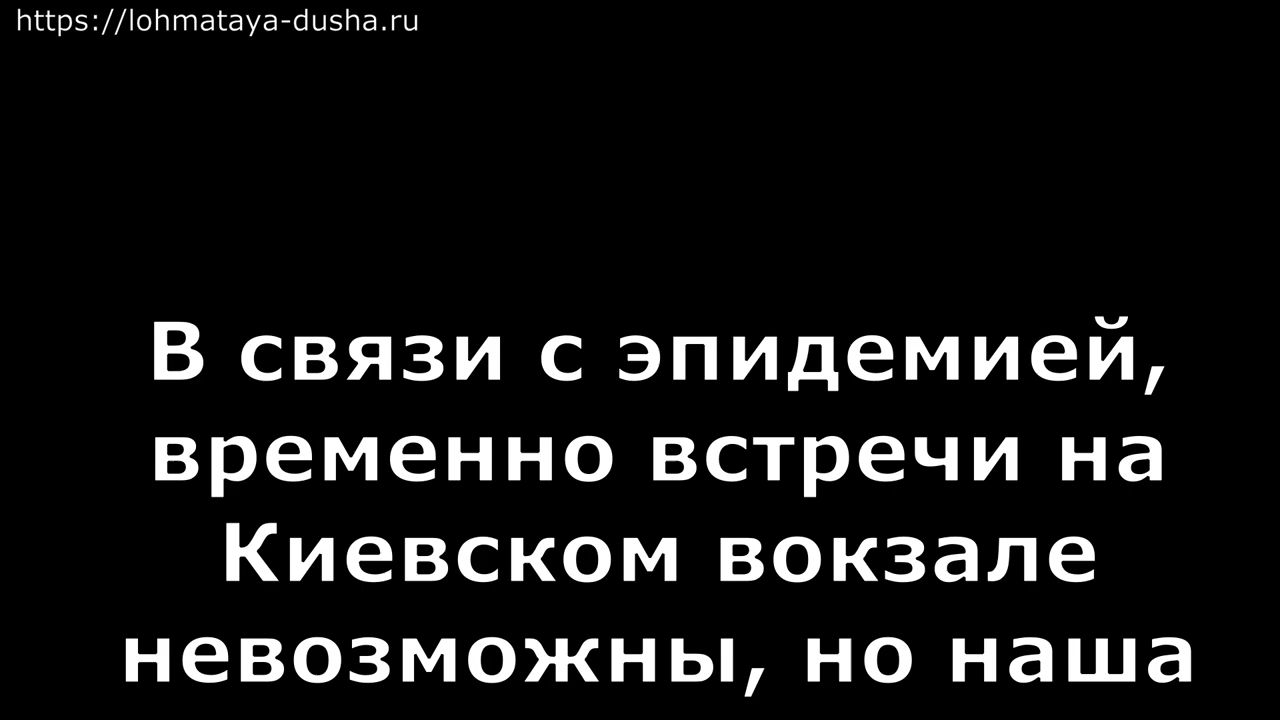 https://lohmataya-dusha.ru
В связи с эпидемией,
временно встречи на
Киевском вокзале
невозможны, но наша